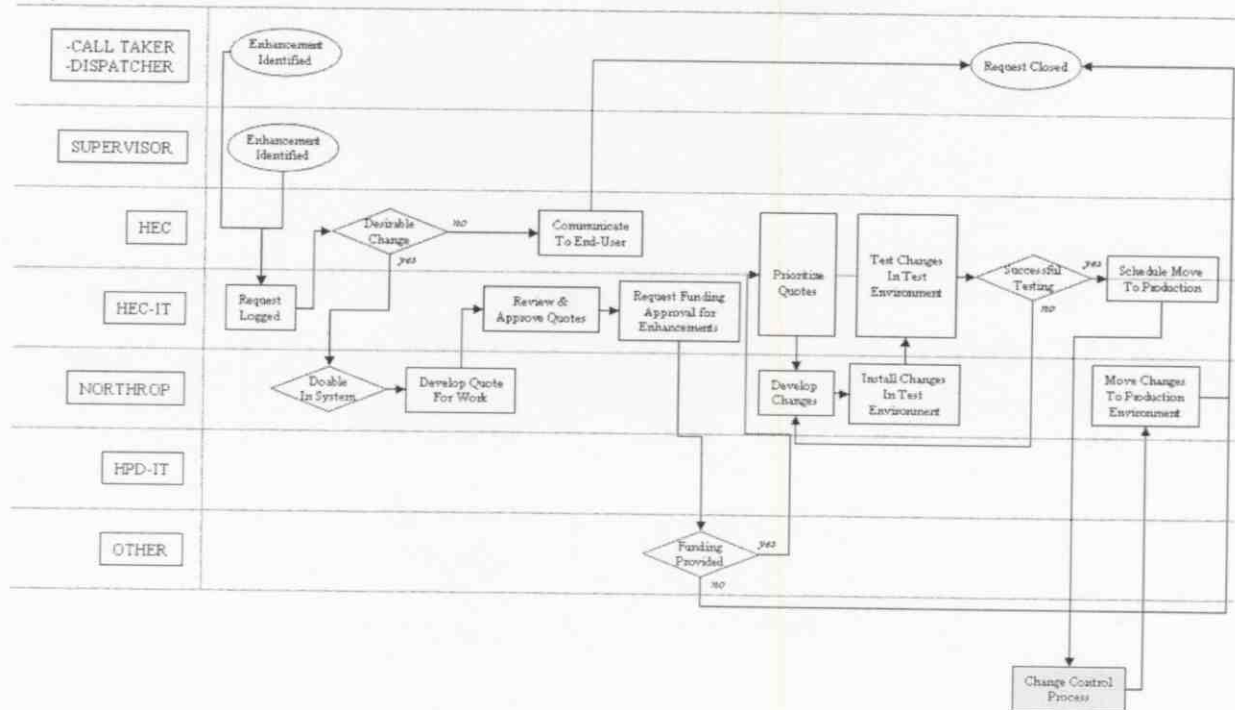 -CALL TAKER
-DISPATCHER
Enhancement
Identified
Request Closed
SUPERVISOR
Enhancement
Identified
HEC
Desirable
Change
no
yes
Communicate
To End-User
Prioritize
Quotes
Test Changes
In Test
Environment
Successful
Testing
yes
no
Schedule Move
To Production
HEC-IT
Request
Logged
Review &
Approve Quotes
Request Funding
Approval for
Enhancements
NORTHROP
Doable
In System
Develop Quote
For Work
Develop
Changes
Install Changes
In Test
Environment
Move Changes
To Production
Environment
HPD-IT
OTHER
Funding
Provided
yes
no
Change Control
Process